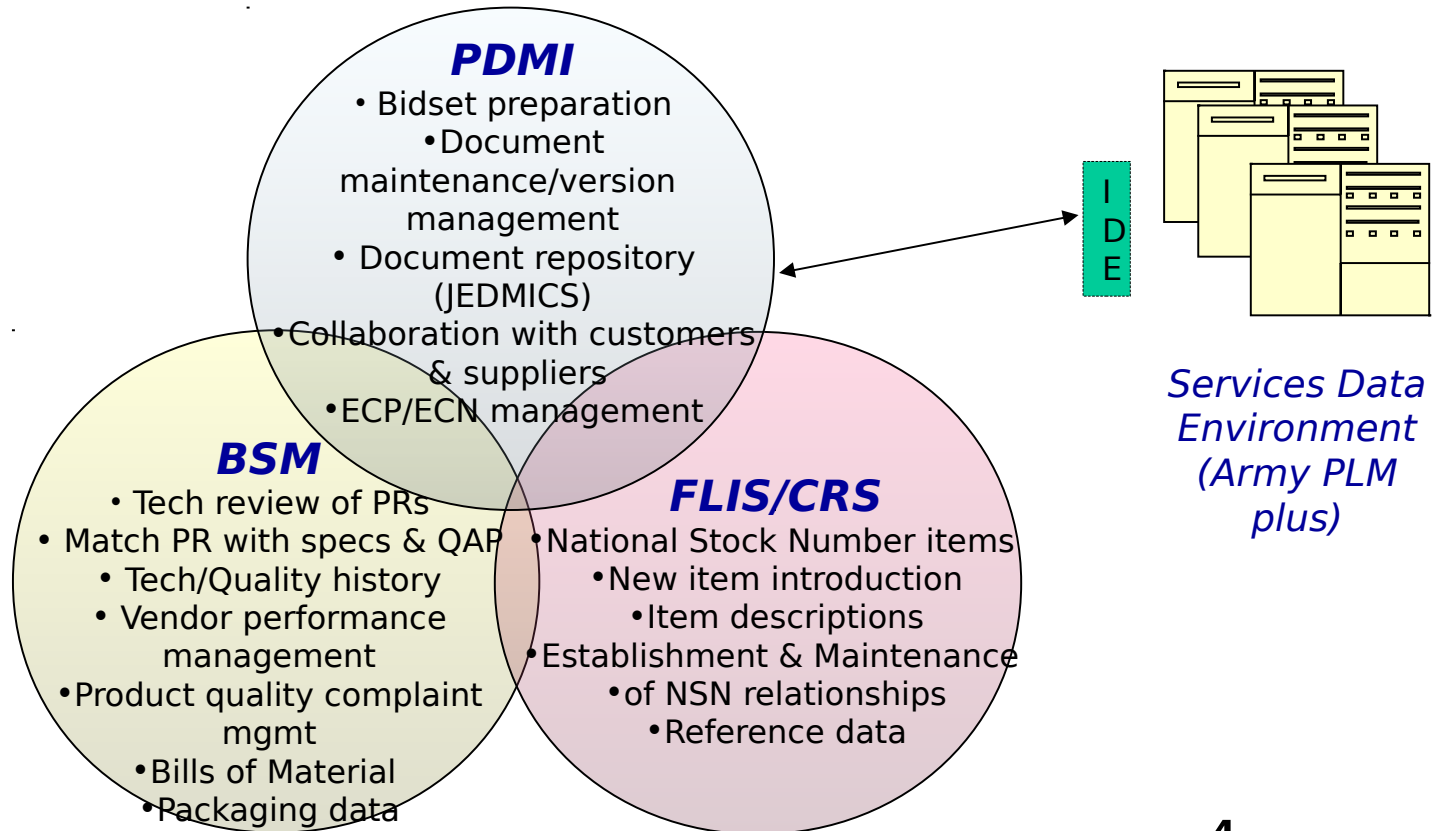 PDMI
• Bidset preparation
•Document
maintenance/version
management
• Document repository
(JEDMICS)
•Collaboration with customers
& suppliers
•ECP/ECN management
BSM
• Tech review of PRs
• Match PR with specs & QAP
• Tech/Quality history
• Vendor performance
management
•Product quality complaint
mgmt
•Bills of Material
•Packaging data
FLIS/CRS
•National Stock Number items
•New item introduction
•Item descriptions
•Establishment & Maintenance
•of NSN relationships
•Reference data
I
D
E
Services Data
Environment
(Army PLM
plus)
4